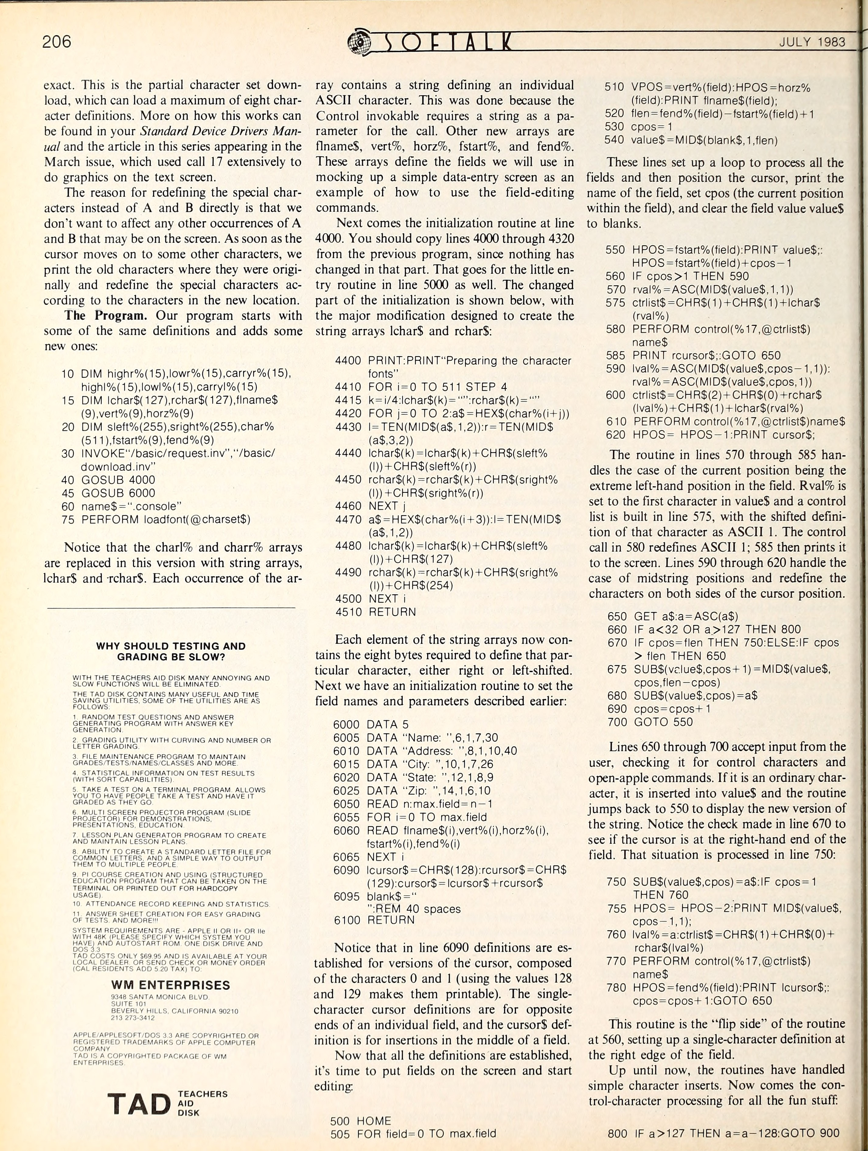 206
SOFTALK
JULY 1983
exact. This is the partial character set down-
load, which can load a maximum of eight char-
acter definitions. More on how this works can
be found in your Standard Device Drivers Man-
ual and the article in this series appearing in the
March issue, which used call 17 extensively to
do graphics on the text screen.
The reason for redefining the special char-
acters instead of A and B directly is that we
don't want to affect any other occurrences of A
and B that may be on the screen. As soon as the
cursor moves on to some other characters, we
print the old characters where they were origi-
nally and redefine the special characters ac-
cording to the characters in the new location.
The Program. Our program starts with
some of the same definitions and adds some
new ones:
10 DIM highr%(15),lowr%(15),carryr%(15),
highl%(15),lowl%(15),carryl%(15)
15 DIM lchar$(127),rchar$(127),flname$
(9),vert%(9),horz%(9)
20 DIM sleft%(255),sright%(255),char%
(511),fstart%(9),fend%(9)
30 INVOKE"/basic/request.inv","/basic/
download.inv"
40 GOSUB 4000
45 GOSUB 6000
60 name$=".console"
75 PERFORM loadfont(@charset$)
Notice that the charl% and charr% arrays
are replaced in this version with string arrays,
lchar$ and rchar$. Each occurrence of the ar-
WHY SHOULD TESTING AND
GRADING BE SLOW?
WITH THE TEACHERS AID DISK MANY ANNOYING AND
SLOW FUNCTIONS WILL BE ELIMINATED.
THE TAD DISK CONTAINS MANY USEFUL AND TIME
SAVING UTILITIES, SOME OF THE UTILITIES ARE AS
FOLLOWS:
1. RANDOM TEST QUESTIONS AND ANSWER
GENERATING PROGRAM WITH ANSWER KEY
GENERATION.
2. GRADING UTILITY WITH CURVING AND NUMBER OR
LETTER GRADING.
3. FILE MAINTENANCE PROGRAM TO MAINTAIN
GRADES/TESTS/NAMES/CLASSES AND MORE.
4. STATISTICAL INFORMATION ON TEST RESULTS
(WITH SORT CAPABILITIES).
5. TAKE A TEST ON A TERMINAL PROGRAM. ALLOWS
YOU TO HAVE PEOPLE TAKE A TEST AND HAVE IT
GRADED AS THEY GO.
6. MULTI SCREEN PROJECTOR PROGRAM (SLIDE
PROJECTOR) FOR DEMONSTRATIONS,
PRESENTATIONS, EDUCATION.
7. LESSON PLAN GENERATOR PROGRAM TO CREATE
AND MAINTAIN LESSON PLANS.
8. ABILITY TO CREATE A STANDARD LETTER FILE FOR
COMMON LETTERS, AND A SIMPLE WAY TO OUTPUT
THEM TO MULTIPLE PEOPLE.
9. PI COURSE CREATION AND USING (STRUCTURED
EDUCATION PROGRAM THAT CAN BE TAKEN ON THE
TERMINAL OR PRINTED OUT FOR HARDCOPY
USAGE).
10. ATTENDANCE RECORD KEEPING AND STATISTICS.
11. ANSWER SHEET CREATION FOR EASY GRADING
OF TESTS. AND MORE!!!
SYSTEM REQUIREMENTS ARE - APPLE II OR II+ OR IIe
WITH 48K (PLEASE SPECIFY WHICH SYSTEM YOU
HAVE) AND AUTOSTART ROM. ONE DISK DRIVE AND
DOS 3.3
TAD COSTS ONLY $69.95 AND IS AVAILABLE AT YOUR
LOCAL DEALER. OR SEND CHECK OR MONEY ORDER
(CAL RESIDENTS ADD 5.20 TAX) TO:
WM ENTERPRISES
9348 SANTA MONICA BLVD.
SUITE 101
BEVERLY HILLS, CALIFORNIA 90210
213 273-3412
APPLE/APPLESOFT/DOS 3.3 ARE COPYRIGHTED OR
REGISTERED TRADEMARKS OF APPLE COMPUTER
COMPANY
TAD IS A COPYRIGHTED PACKAGE OF WM
ENTERPRISES.
TAD TEACHERS
AID
DISK
ray contains a string defining an individual
ASCII character. This was done because the
Control invokable requires a string as a pa-
rameter for the call. Other new arrays are
flname$, vert%, horz%, fstart%, and fend%.
These arrays define the fields we will use in
mocking up a simple data-entry screen as an
example of how to use the field-editing
commands.
Next comes the initialization routine at line
4000. You should copy lines 4000 through 4320
from the previous program, since nothing has
changed in that part. That goes for the little en-
try routine in line 5000 as well. The changed
part of the initialization is shown below, with
the major modification designed to create the
string arrays lchar$ and rchar$:
4400 PRINT:PRINT"Preparing the character
fonts"
4410 FOR i=0 TO 511 STEP 4
4415 k=i/4:lchar$(k)="":rchar$(k)=""
4420 FOR j=0 TO 2:a$=HEX$(char%(i+j))
4430 l=TEN(MID$(a$,1,2)):r=TEN(MID$
(a$,3,2))
4440 lchar$(k)=lchar$(k)+CHR$(sleft%
(l))+CHR$(sleft%(r))
4450 rchar$(k)=rchar$(k)+CHR$(sright%
(l))+CHR$(sright%(r))
4460 NEXT j
4470 a$=HEX$(char%(i+3)):l=TEN(MID$
(a$,1,2))
4480 lchar$(k)=lchar$(k)+CHR$(sleft%
(l))+CHR$(127)
4490 rchar$(k)=rchar$(k)+CHR$(sright%
(l))+CHR$(254)
4500 NEXT i
4510 RETURN
Each element of the string arrays now con-
tains the eight bytes required to define that par-
ticular character, either right or left-shifted.
Next we have an initialization routine to set the
field names and parameters described earlier:
6000 DATA 5
6005 DATA "Name: ",6,1,7,30
6010 DATA "Address: ",8,1,10,40
6015 DATA "City: ",10,1,7,26
6020 DATA "State: ",12,1,8,9
6025 DATA "Zip: ",14,1,6,10
6050 READ n:max.field=n-1
6055 FOR i=0 TO max.field
6060 READ flname$(i),vert%(i),horz%(i),
fstart%(i),fend%(i)
6065 NEXT i
6090 lcursor$=CHR$(128):rcursor=CHR$
(129):cursor$=lcursor$+rcursor$
6095 blank$="
":REM 40 spaces
6100 RETURN
Notice that in line 6090 definitions are es-
tablished for versions of the cursor, composed
of the characters 0 and 1 (using the values 128
and 129 makes them printable). The single-
character cursor definitions are for opposite
ends of an individual field, and the cursor$ def-
inition is for insertions in the middle of a field.
Now that all the definitions are established,
it's time to put fields on the screen and start
editing:
500 HOME
505 FOR field=0 TO max.field
510 VPOS=vert%(field):HPOS=horz%
(field):PRINT flname$(field);
520 flen=fend%(field)-fstart%(field)+1
530 cpos=1
540 value$=MID$(blank$,1,flen)
These lines set up a loop to process all the
fields and then position the cursor, print the
name of the field, set cpos (the current position
within the field), and clear the field value value$
to blanks.
550 HPOS=fstart%(field):PRINT value$;:
HPOS=fstart%(field)+cpos-1
560 IF cpos>1 THEN 590
570 rval%=ASC(MID$(value$,1,1))
575 ctrlist$=CHR$(1)+CHR$(1)+lchar$
(rval%)
580 PERFORM control(%17,@ctrlist$)
name$
585 PRINT rcursor$;:GOTO 650
590 lval%=ASC(MID$(value$,cpos-1,1)):
rval%=ASC(MID$(value$,cpos,1))
600 ctrlist$=CHR$(2)+CHR$(0)+rchar$
(lval%)+CHR$(1)+lchar$(rval%)
610 PERFORM control(%17,@ctrlist$)name$
620 HPOS= HPOS-1:PRINT cursor$;
The routine in lines 570 through 585 han-
dles the case of the current position being the
extreme left-hand position in the field. Rval% is
set to the first character in value$ and a control
list is built in line 575, with the shifted defini-
tion of that character as ASCII 1. The control
call in 580 redefines ASCII 1; 585 then prints it
to the screen. Lines 590 through 620 handle the
case of midstring positions and redefine the
characters on both sides of the cursor position.
650 GET a$:a=ASC(a$)
660 IF a<32 OR a>127 THEN 800
670 IF cpos=flen THEN 750:ELSE:IF cpos
> flen THEN 650
675 SUB$(value$,cpos+1)=MID$(value$,
cpos,flen-cpos)
680 SUB$(value$,cpos)=a$
690 cpos=cpos+1
700 GOTO 550
Lines 650 through 700 accept input from the
user, checking it for control characters and
open-apple commands. If it is an ordinary char-
acter, it is inserted into value$ and the routine
jumps back to 550 to display the new version of
the string. Notice the check made in line 670 to
see if the cursor is at the right-hand end of the
field. That situation is processed in line 750:
750 SUB$(value$,cpos)=a$:IF cpos=1
THEN 760
755 HPOS= HPOS-2:PRINT MID$(value$,
cpos-1,1);
760 lval%=a:ctrlist$=CHR$(1)+CHR$(0)+
rchar$(lval%)
770 PERFORM control(%17,@ctrlist$)
name$
780 HPOS=fend%(field):PRINT lcursor$;:
cpos=cpos+1:GOTO 650
This routine is the "flip side" of the routine
at 560, setting up a single-character definition at
the right edge of the field.
Up until now, the routines have handled
simple character inserts. Now comes the con-
trol-character processing for all the fun stuff:
800 IF a>127 THEN a=a-128:GOTO 900